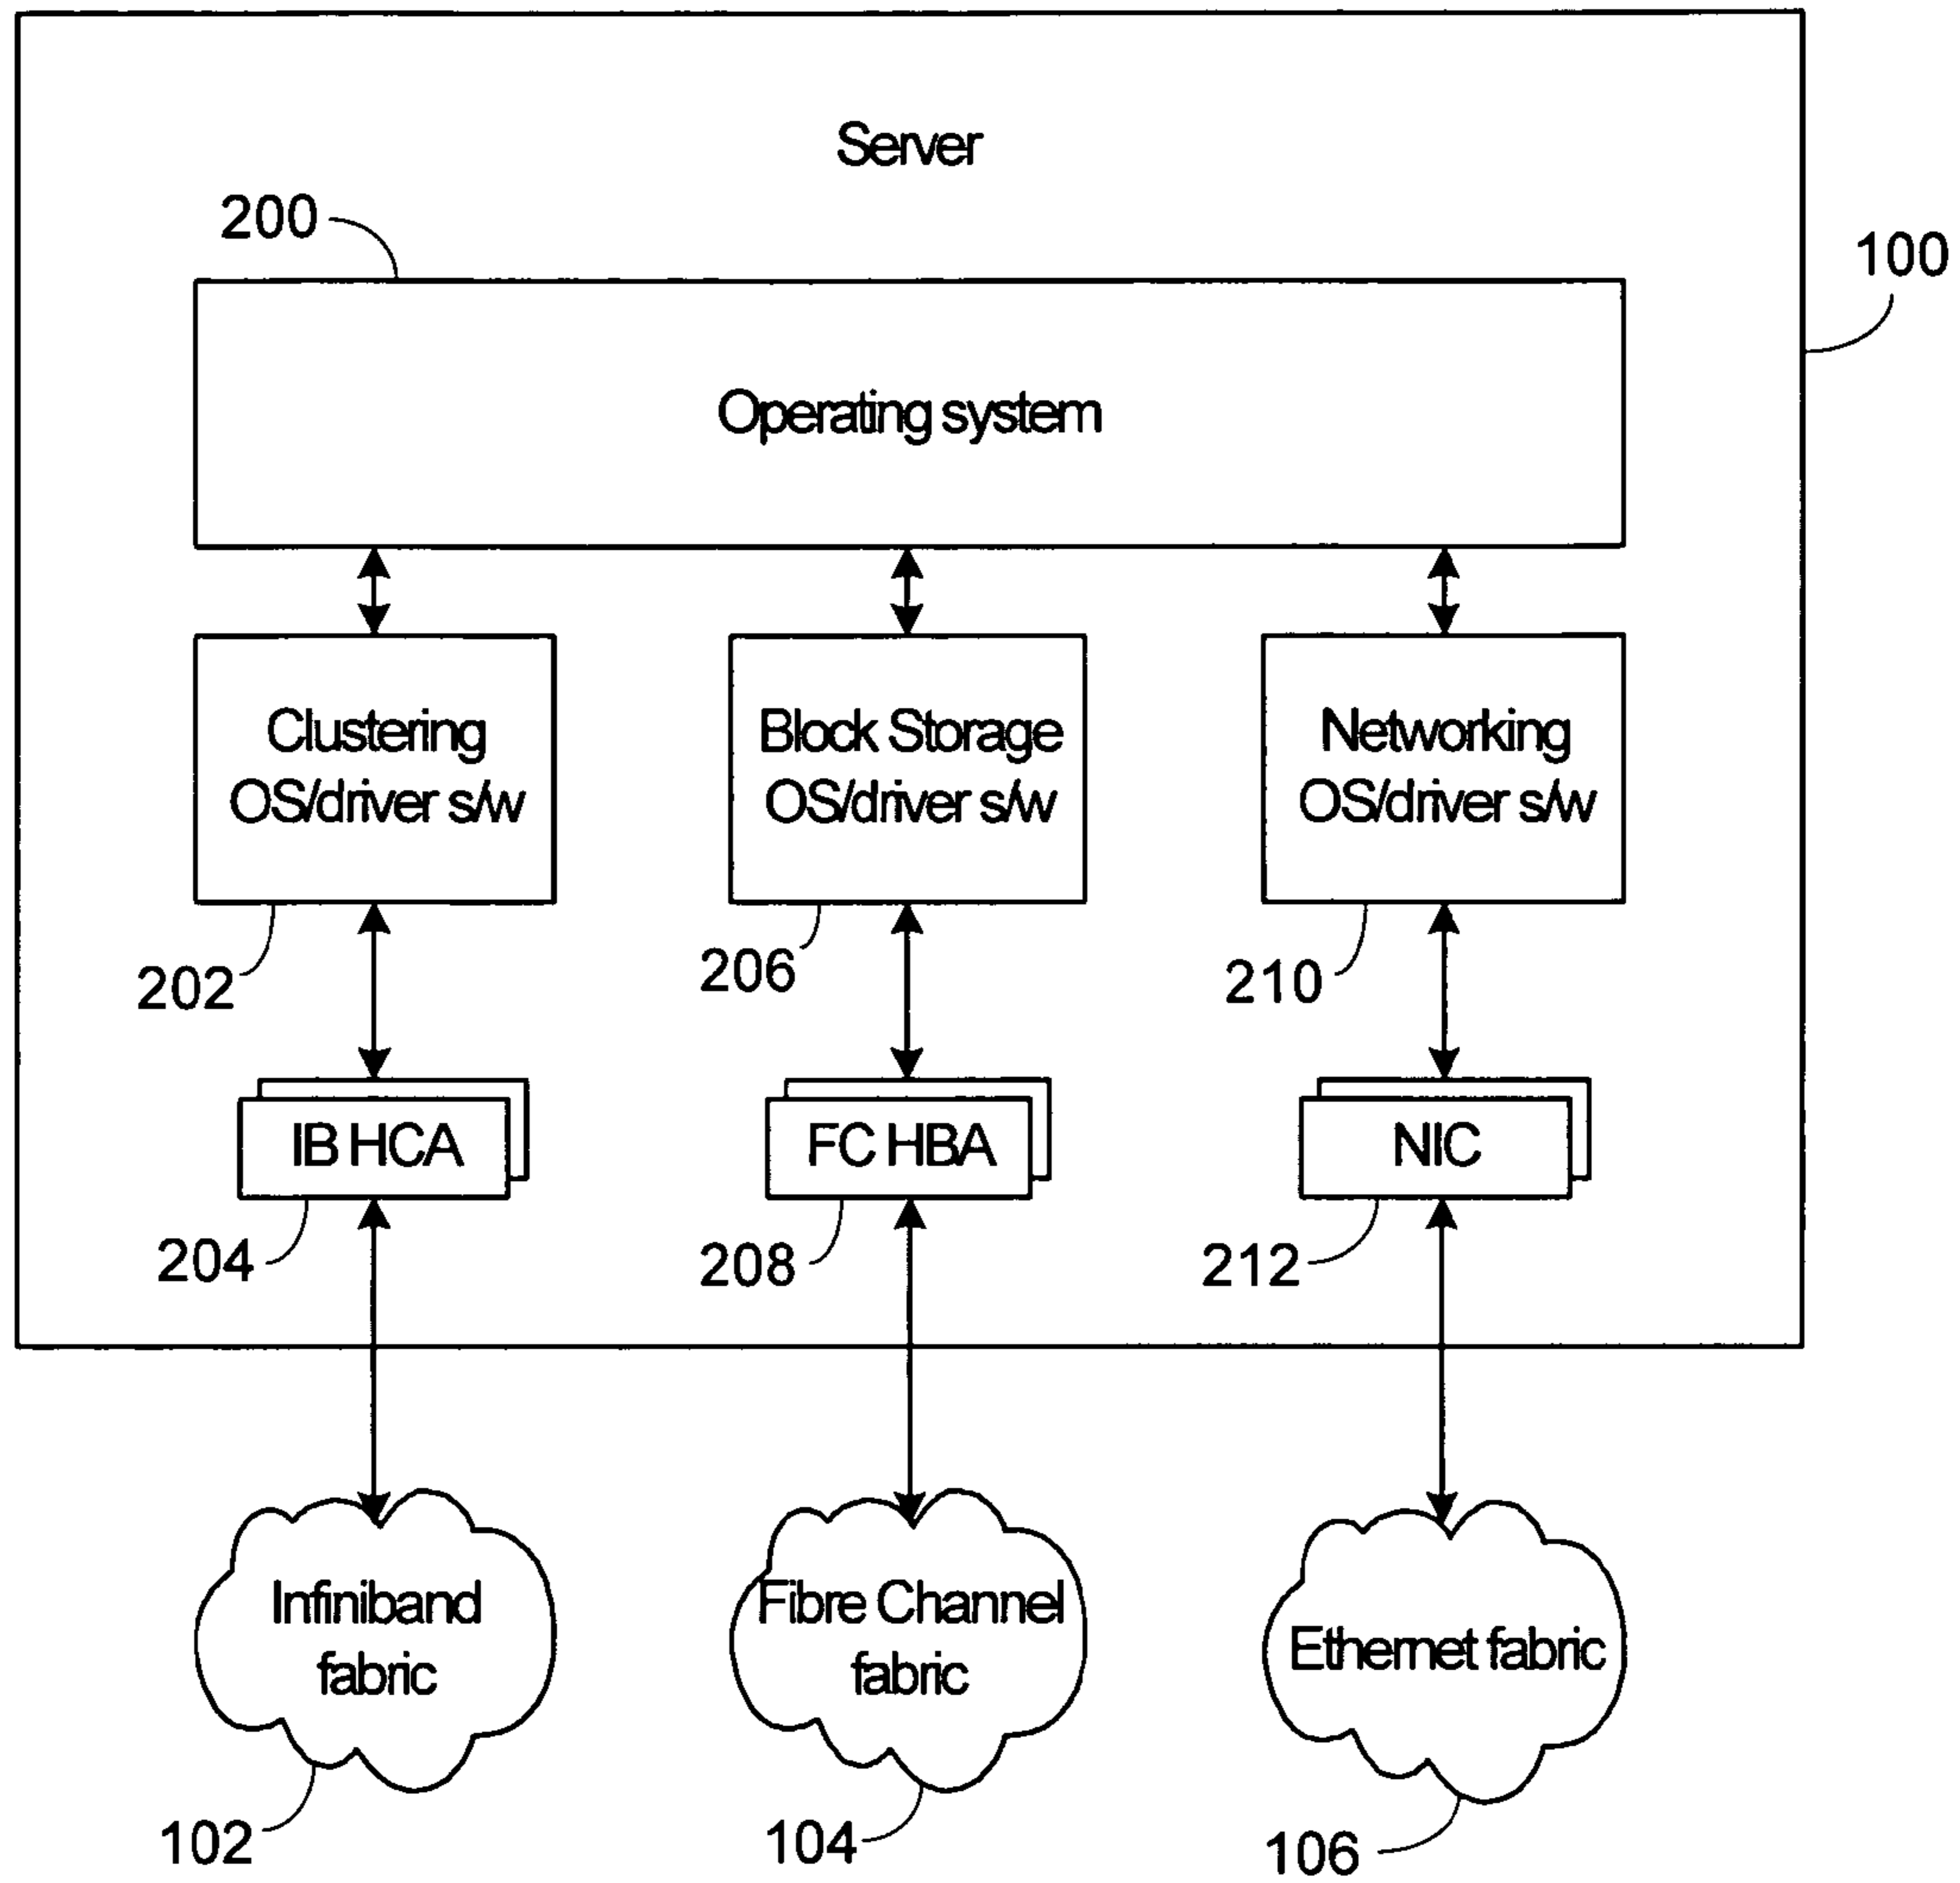 Server
200
100
Operating system
Clustering
OS/driver s/w
Block Storage
OS/driver s/w
Networking
OS/driver s/w
202
206
210
IB HCA
FC HBA
NIC
204
208
212
Infiniband
fabric
Fibre Channel
fabric
Ethernet fabric
102
104
106